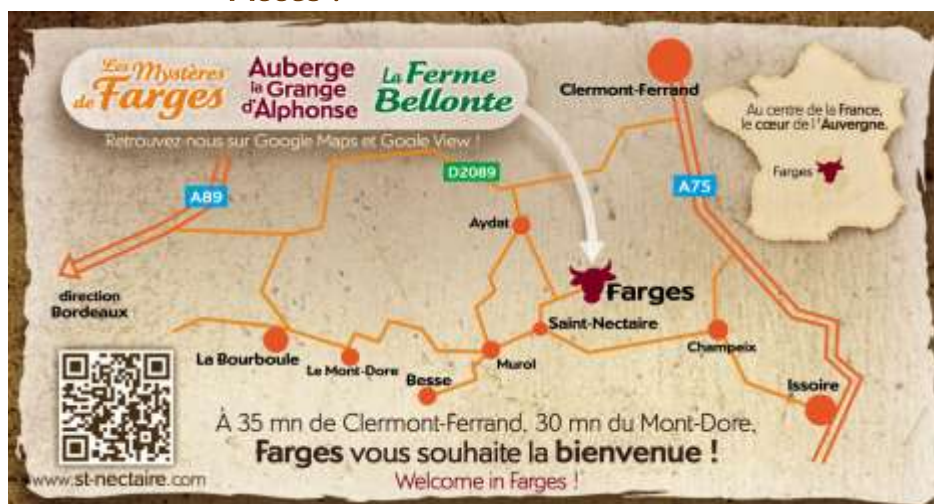 Les Mystères
de Farges
Auberge
la Grange
d'Alphonse
La Ferme
Bellonte
Retrouvez nous sur Google Maps et Goole View !
Clermont-Ferrand
Au centre de la France,
le cœur de l'Auvergne.
Farges
D2089
A89
A75
Aydat
direction
Bordeaux
Farges
Saint-Nectaire
La Bourboule
Le Mont-Dore
Murol
Champeix
Besse
Issoire
À 35 mn de Clermont-Ferrand, 30 mn du Mont-Dore,
Farges vous souhaite la bienvenue !
Welcome in Farges !
www.st-nectaire.com